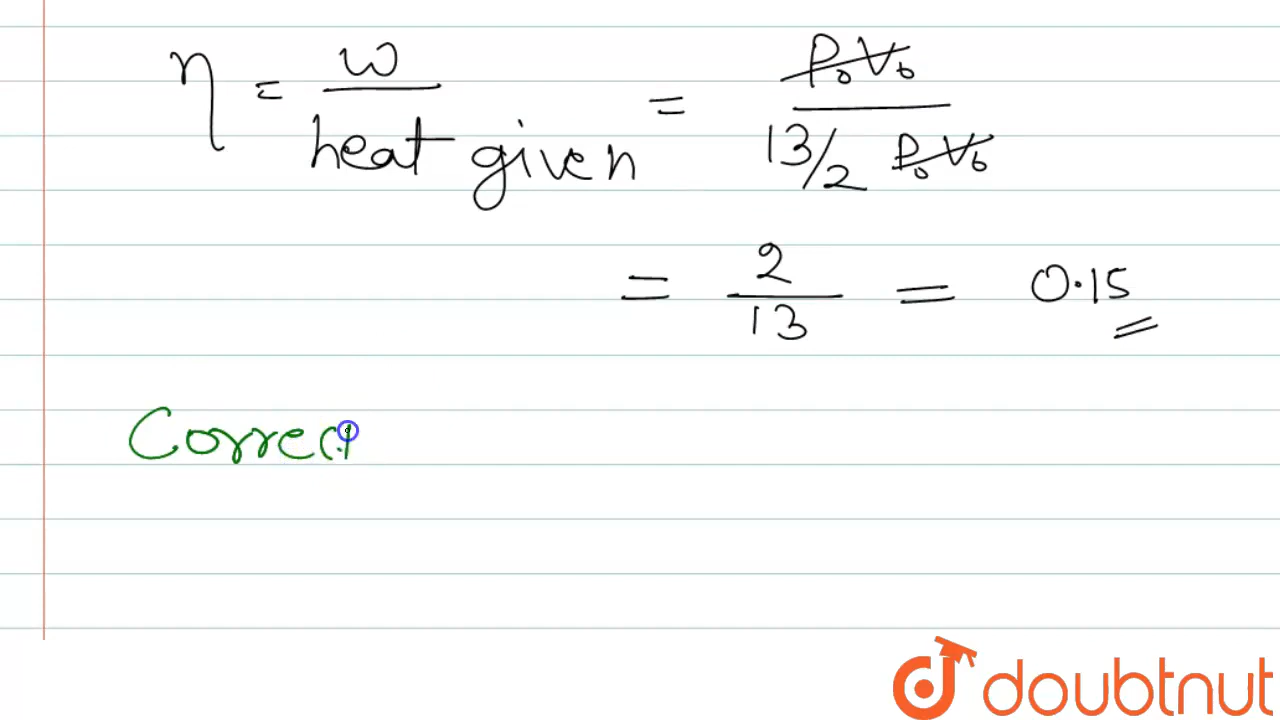 η = w / heat given = P₀V₀ / 13/2 P₀V₀
= 2/13 = 0.15
Correct
doubtnut